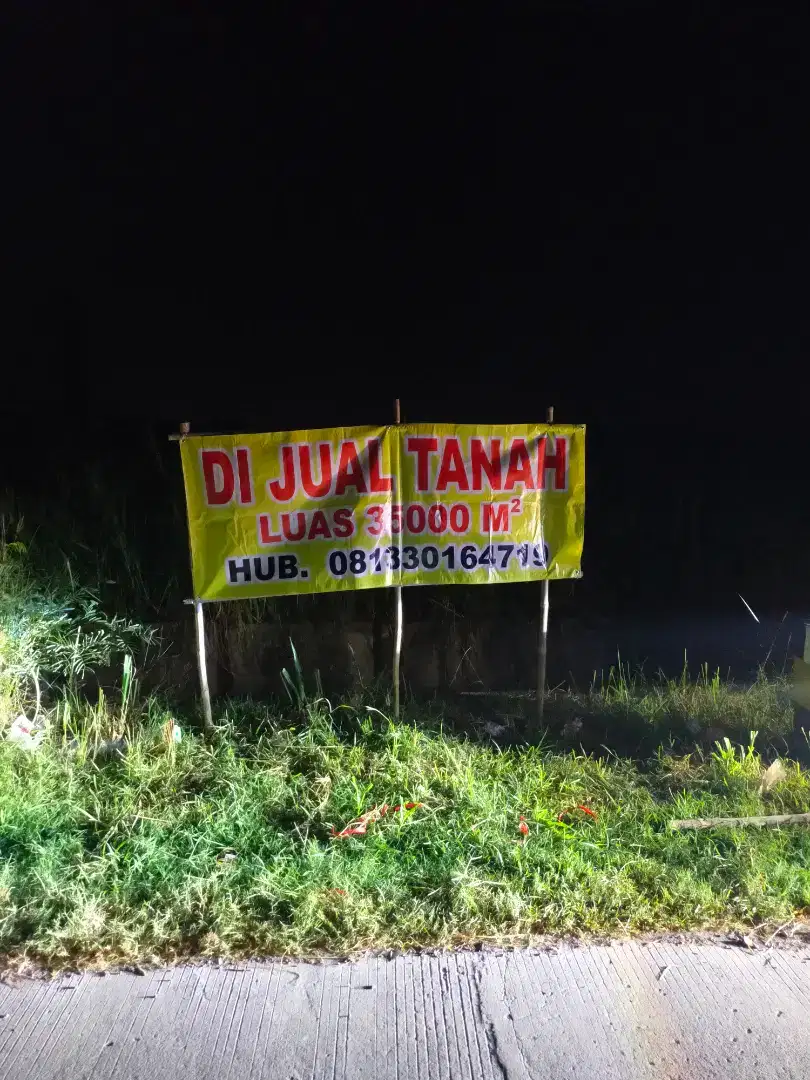 DI JUAL TANAH
LUAS 35000 M²
HUB. 081330164719